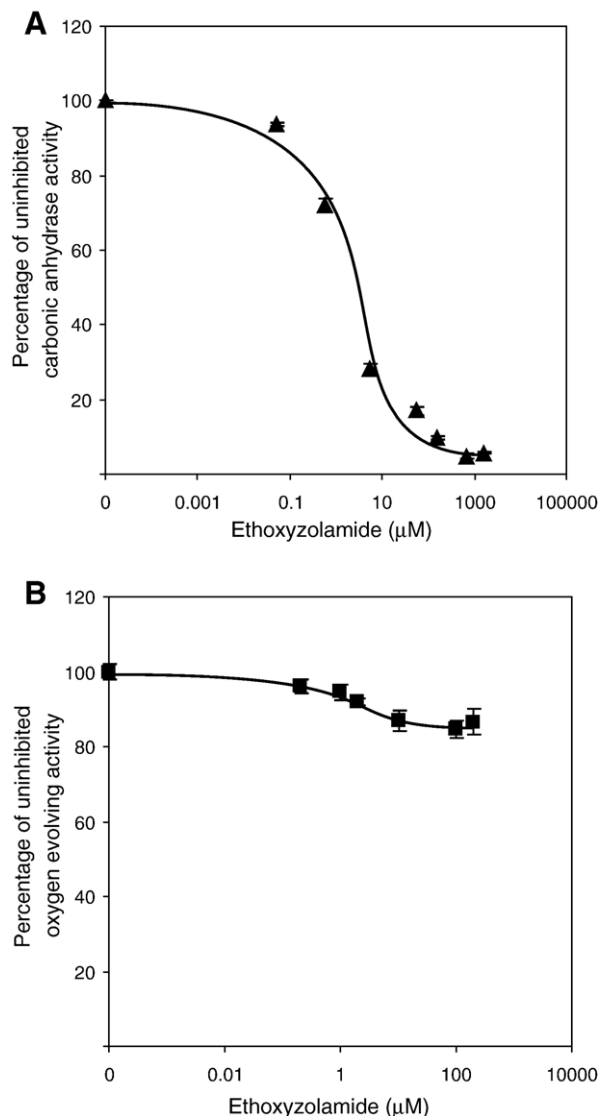 A
120
100
80
60
40
20
Percentage of uninhibited
carbonic anhydrase activity
0 0.001 0.1 10 1000 100000
Ethoxyzolamide (μM)
B
120
100
80
60
40
20
Percentage of uninhibited
oxygen evolving activity
0 0.01 1 100 10000
Ethoxyzolamide (μM)